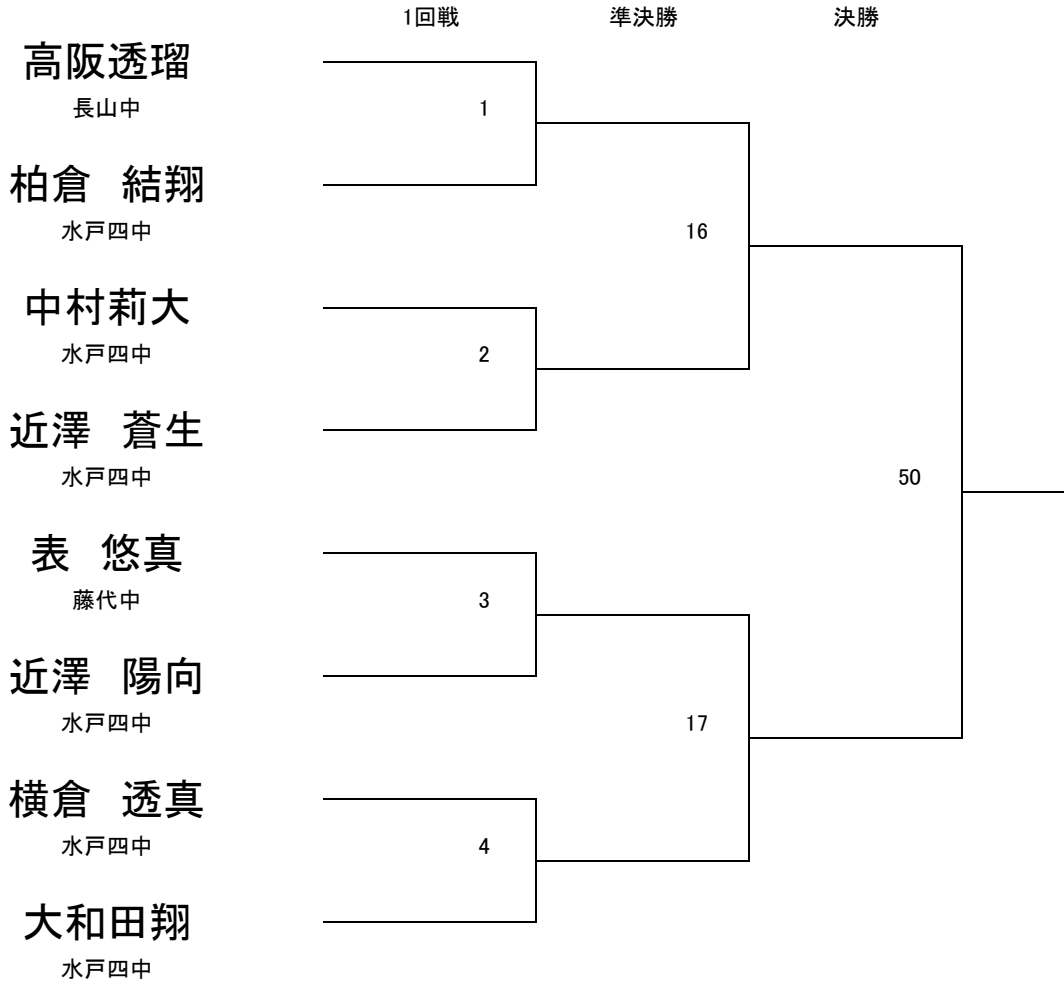 1回戦 準決勝 決勝
高阪透瑠
長山中
1
柏倉　結翔
水戸四中
16
中村莉大
水戸四中
2
近澤　蒼生
水戸四中
50
表　悠真
藤代中
3
近澤　陽向
水戸四中
17
横倉　透真
水戸四中
4
大和田翔
水戸四中